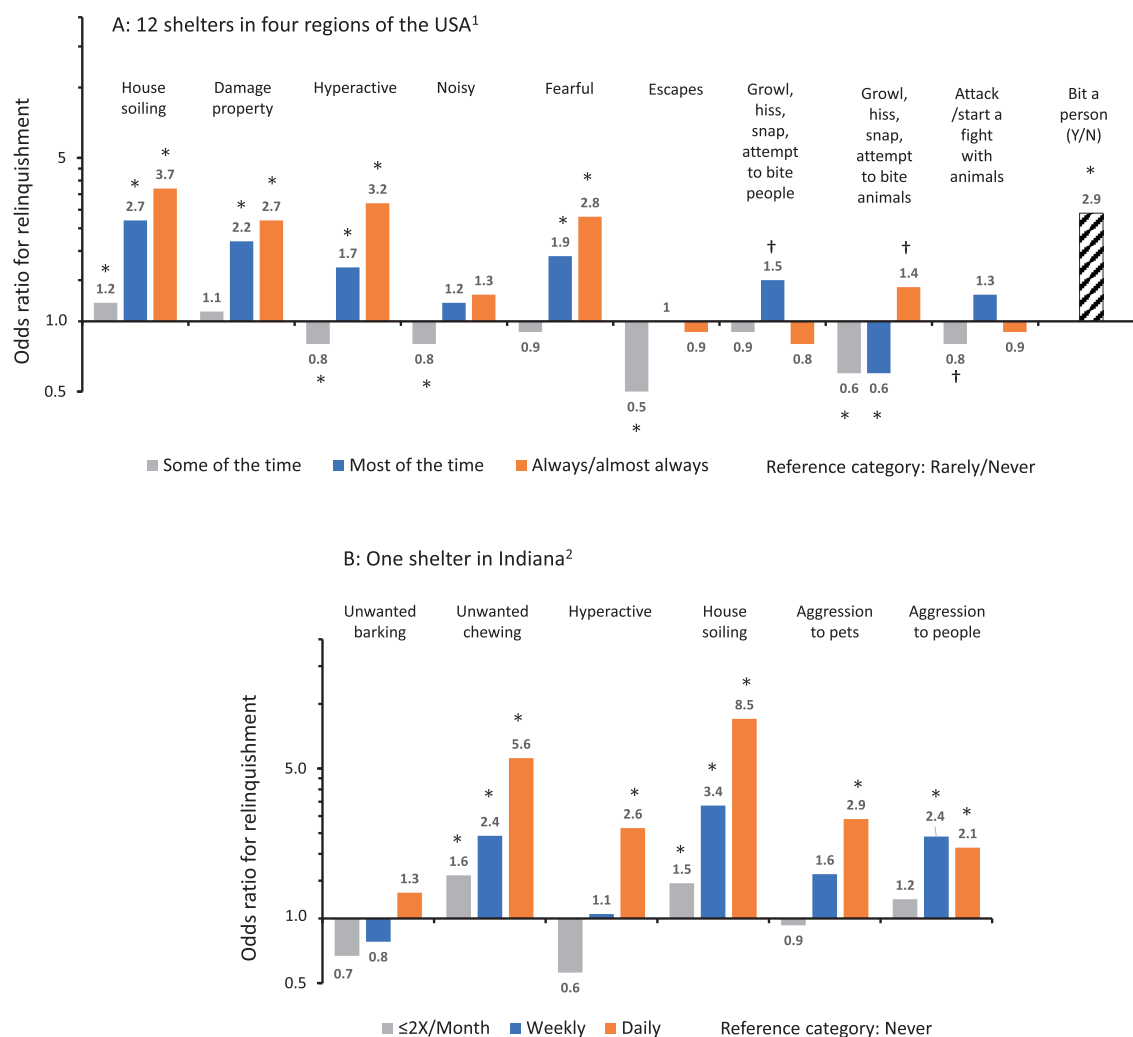 A: 12 shelters in four regions of the USA1
House
soiling
Damage
property
Hyperactive
Noisy
Fearful
Escapes
Growl,
hiss,
snap,
attempt
to bite
people
Growl,
hiss,
snap,
attempt
to bite
animals
Attack
/start a
fight
with
animals
Bit a
person
(Y/N)
Odds ratio for relinquishment
5
1.0
0.5
* 1.2 * 2.7 * 3.7
1.1 * 2.2 * 2.7
0.8 * * 1.7 * 3.2
0.8 * 1.2 1.3
0.9 * 1.9 * 2.8
0.5 * 1 0.9
0.9 † 1.5 0.8
0.6 * 0.6 * † 1.4
0.8 † 1.3 0.9
* 2.9
Some of the time Most of the time Always/almost always Reference category: Rarely/Never
B: One shelter in Indiana2
Unwanted
barking
Unwanted
chewing
Hyperactive
House
soiling
Aggression
to pets
Aggression
to people
Odds ratio for relinquishment
5.0
1.0
0.5
0.7 0.8 1.3
* 1.6 * 2.4 * 5.6
0.6 1.1 * 2.6
* 1.5 * 3.4 * 8.5
0.9 1.6 * 2.9
1.2 * 2.4 * 2.1
≤2X/Month Weekly Daily Reference category: Never